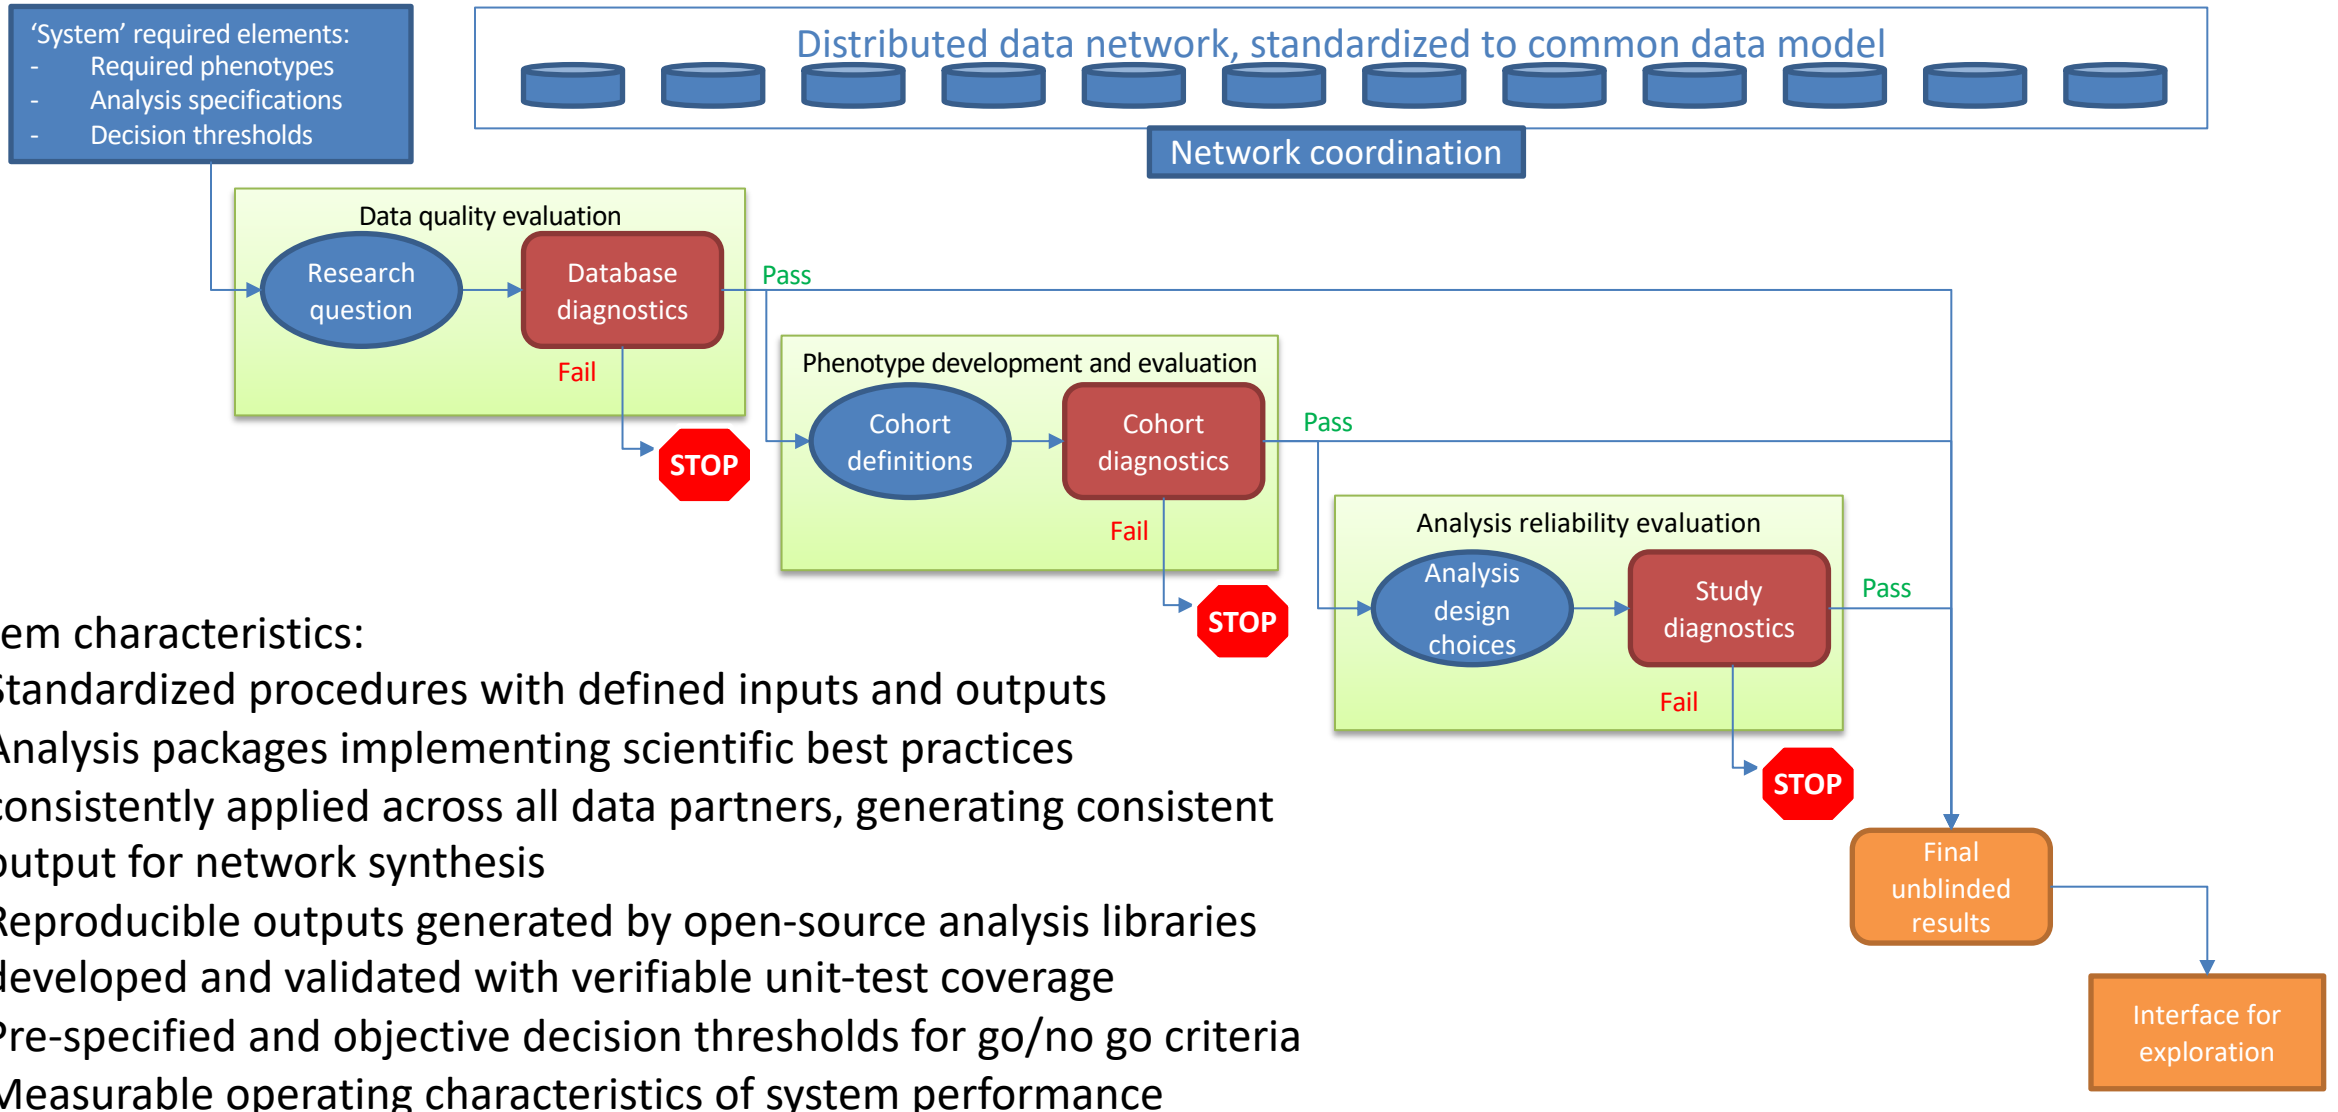 ‘System’ required elements:
- Required phenotypes
- Analysis specifications
- Decision thresholds
Distributed data network, standardized to common data model
Network coordination
Data quality evaluation
Research
question
Database
diagnostics
Pass
Fail
STOP
Phenotype development and evaluation
Cohort
definitions
Cohort
diagnostics
Pass
Fail
STOP
Analysis reliability evaluation
Analysis
design
choices
Study
diagnostics
Pass
Fail
STOP
Final
unblinded
results
Interface for
exploration
em characteristics:
Standardized procedures with defined inputs and outputs
Analysis packages implementing scientific best practices
consistently applied across all data partners, generating consistent
output for network synthesis
Reproducible outputs generated by open-source analysis libraries
developed and validated with verifiable unit-test coverage
Pre-specified and objective decision thresholds for go/no go criteria
Measurable operating characteristics of system performance